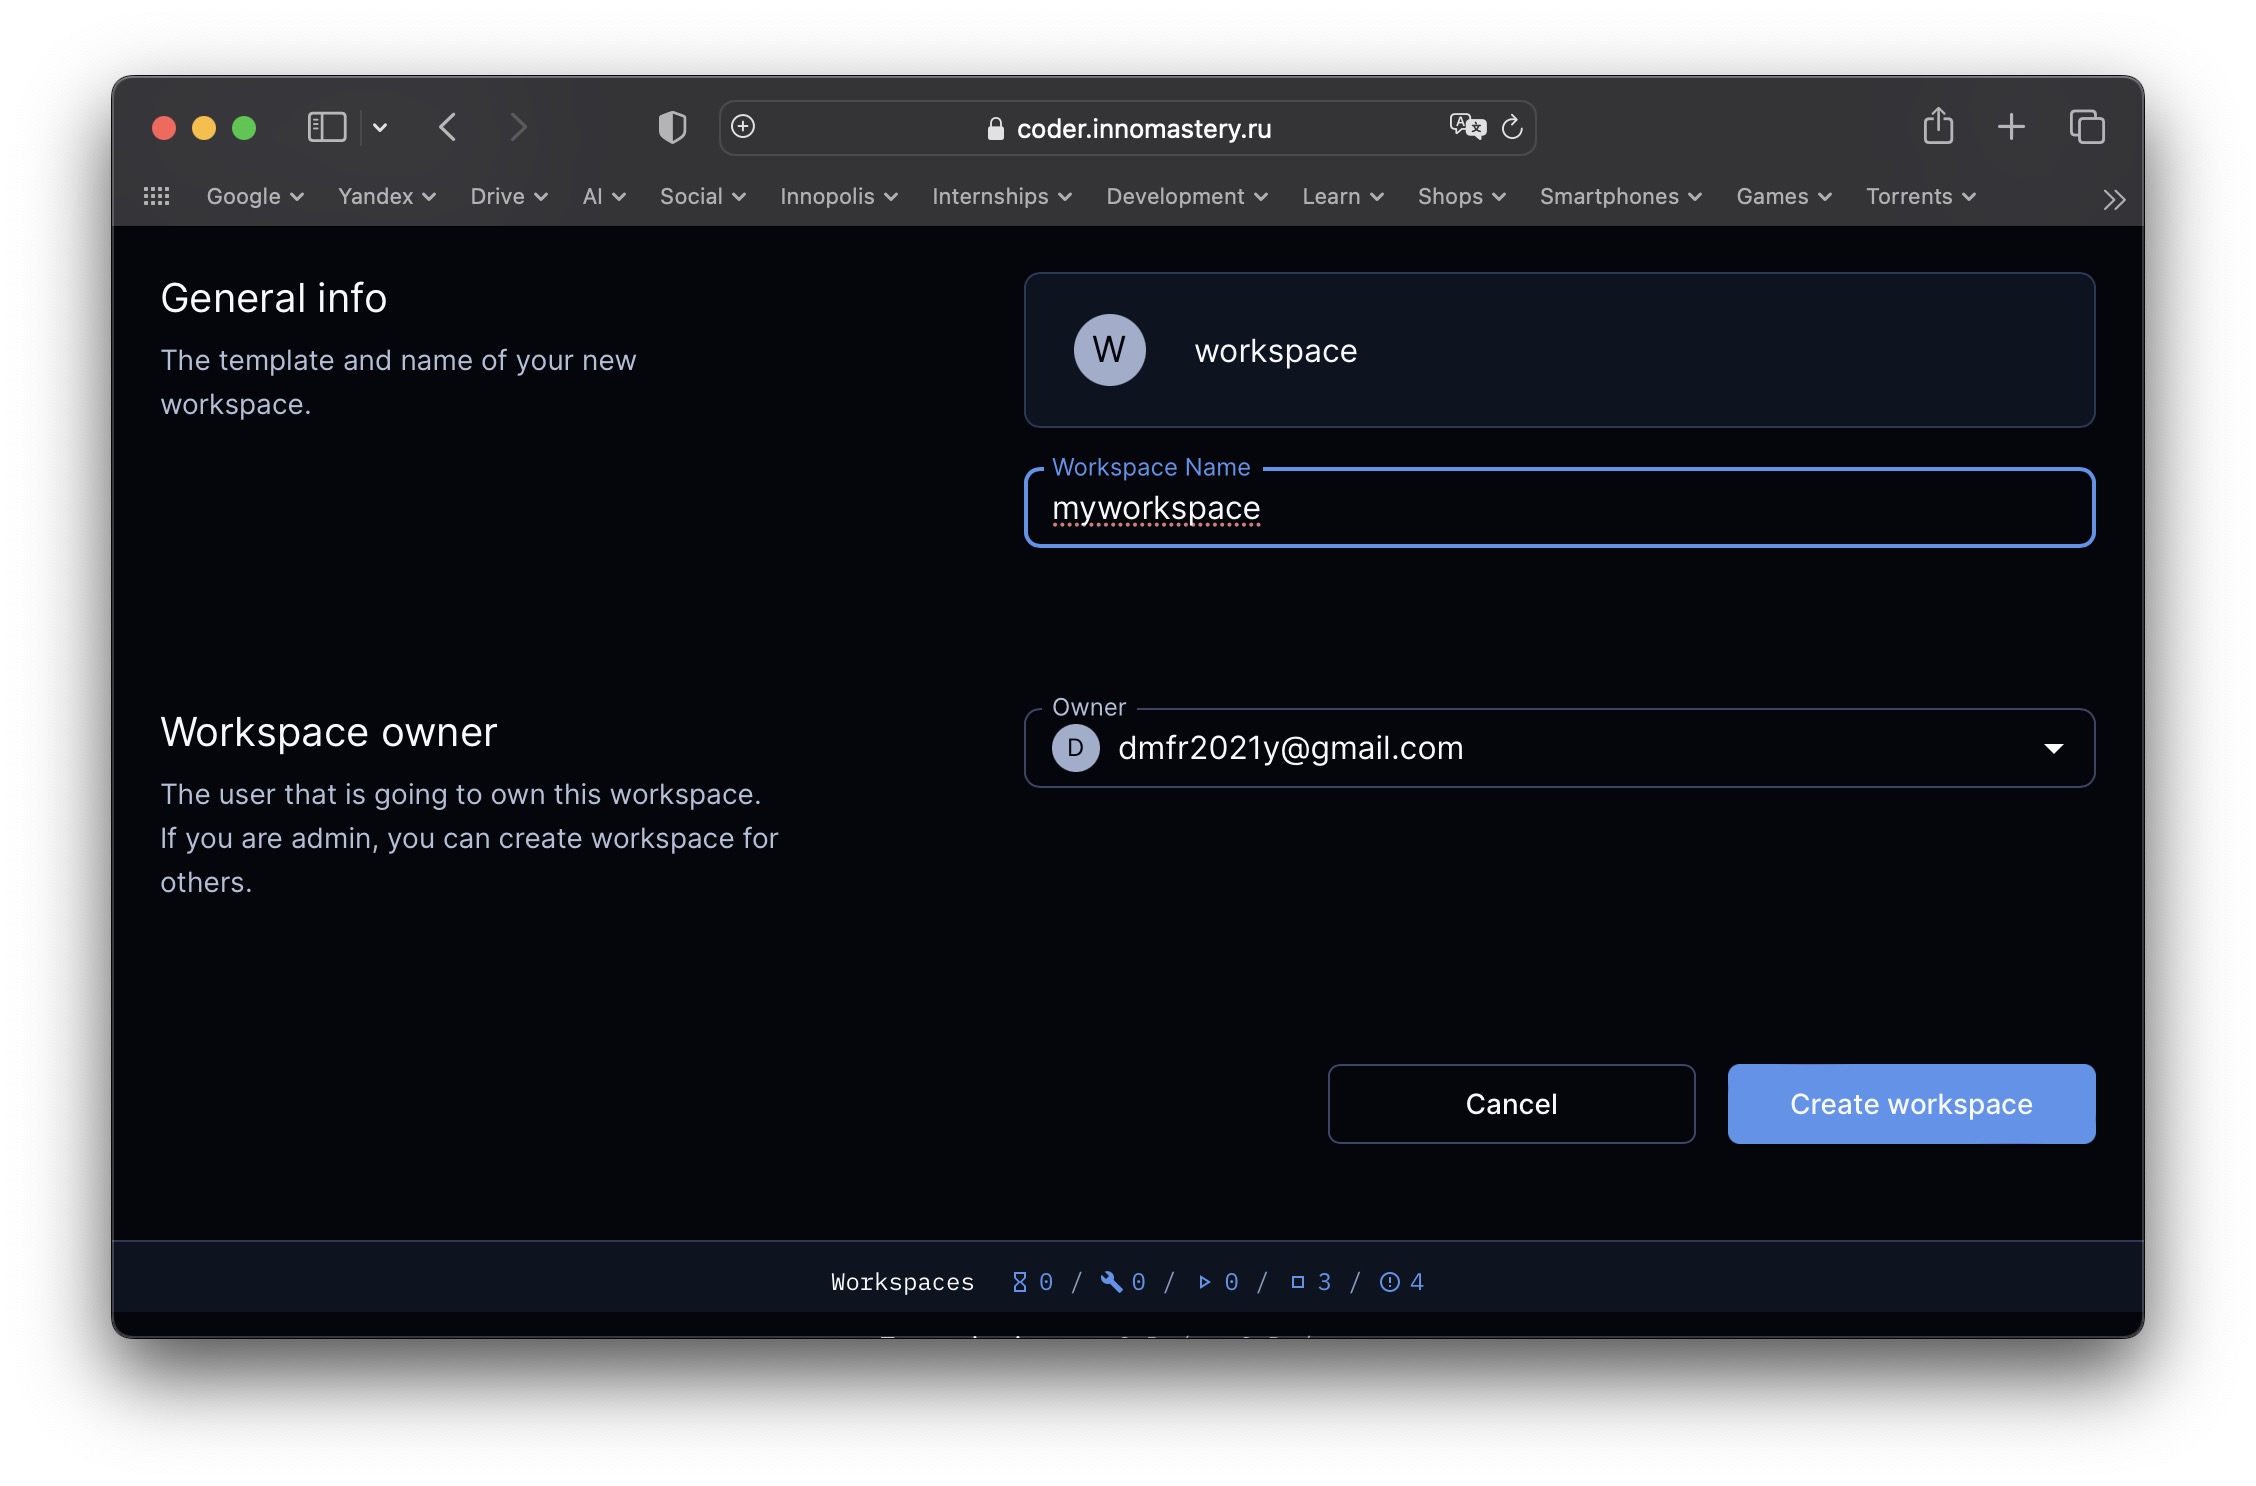 coder.innomastery.ru
Google Yandex Drive AI Social Innopolis Internships Development Learn Shops Smartphones Games Torrents
General info
The template and name of your new
workspace.
W workspace
Workspace Name
myworkspace
Workspace owner
The user that is going to own this workspace.
If you are admin, you can create workspace for
others.
Owner
D dmfr2021y@gmail.com
Cancel Create workspace
Workspaces 0 / 0 / 0 / 3 / 4